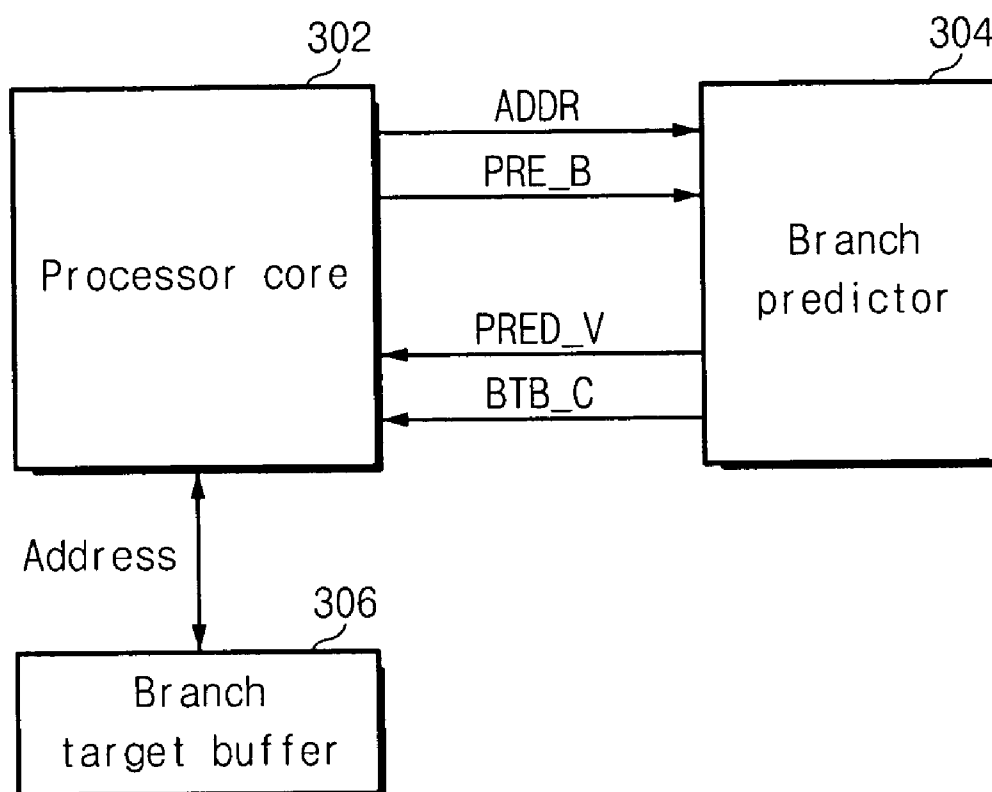 302
304
ADDR
PRE_B
Processor core
Branch
predictor
PRED_V
BTB_C
Address
306
Branch
target buffer